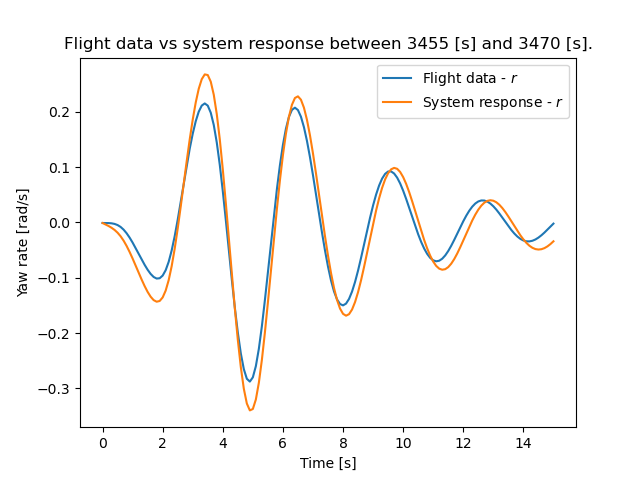 Flight data vs system response between 3455 [s] and 3470 [s].
Flight data - r
System response - r
Yaw rate [rad/s]
0.2
0.1
0.0
−0.1
−0.2
−0.3
0 2 4 6 8 10 12 14
Time [s]